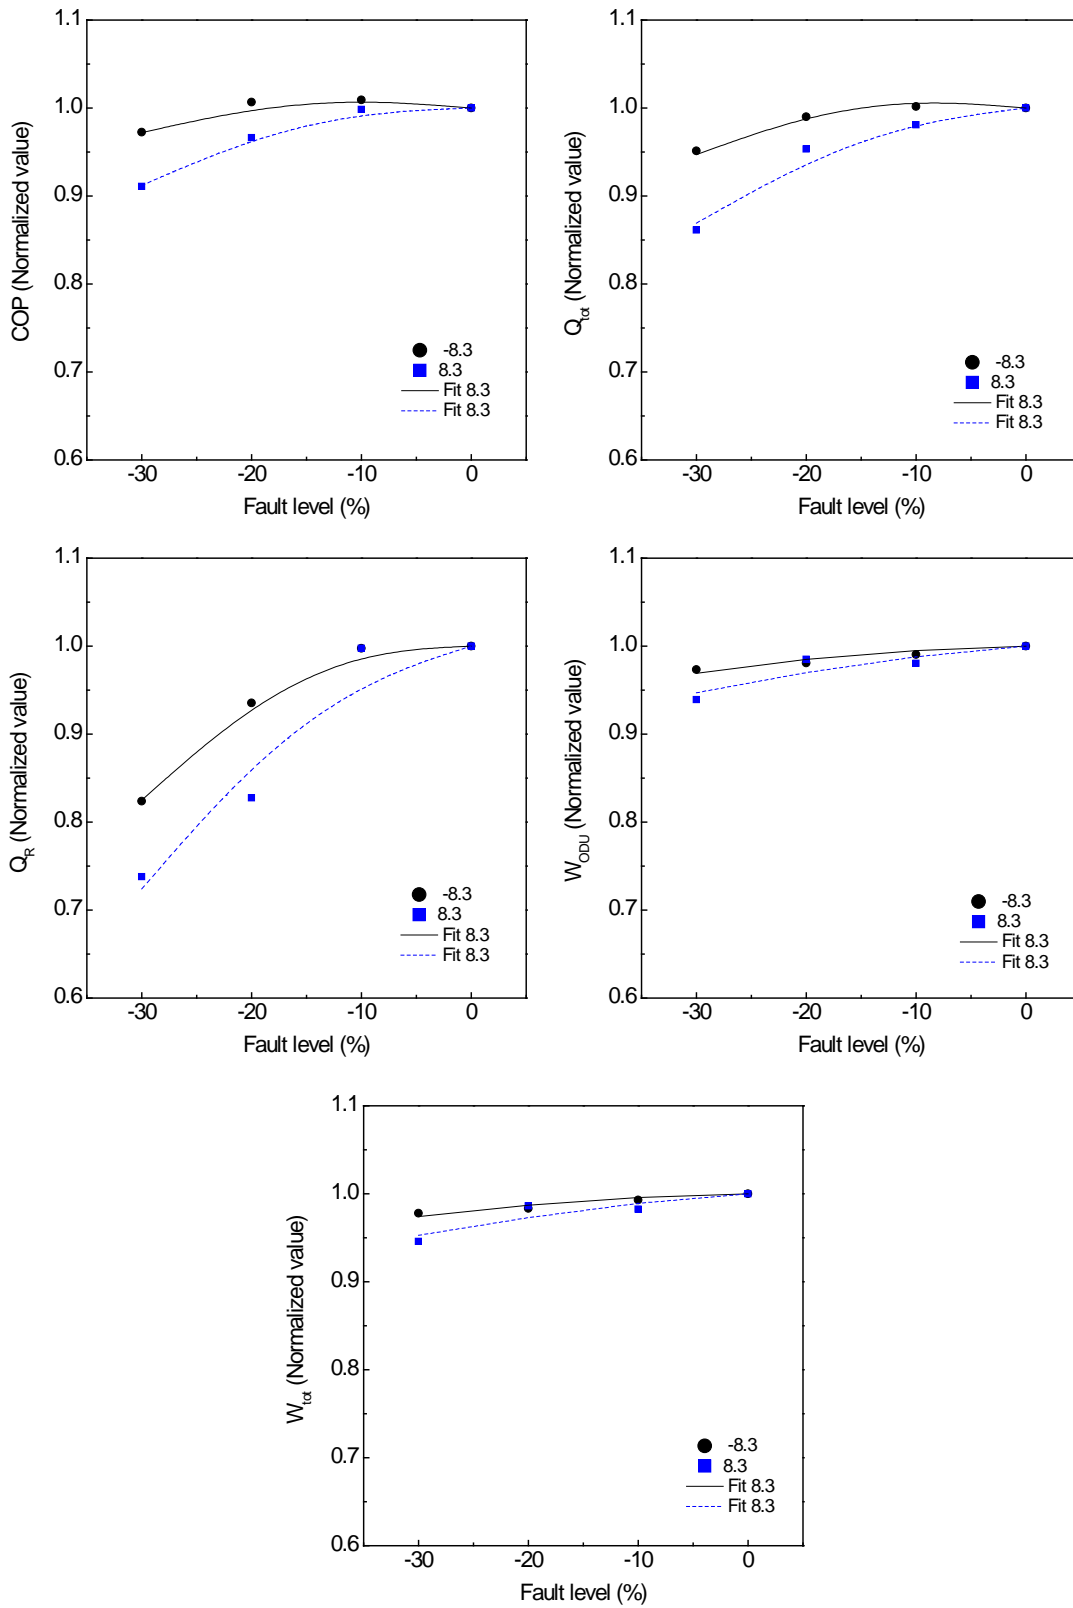 1.1
1.0
0.9
0.8
0.7
0.6
COP (Normalized value)
-8.3
8.3
Fit 8.3
Fit 8.3
-30 -20 -10 0
Fault level (%)
1.1
1.0
0.9
0.8
0.7
0.6
Qtot (Normalized value)
-8.3
8.3
Fit 8.3
Fit 8.3
-30 -20 -10 0
Fault level (%)
1.1
1.0
0.9
0.8
0.7
0.6
QR (Normalized value)
-8.3
8.3
Fit 8.3
Fit 8.3
-30 -20 -10 0
Fault level (%)
1.1
1.0
0.9
0.8
0.7
0.6
WODU (Normalized value)
-8.3
8.3
Fit 8.3
Fit 8.3
-30 -20 -10 0
Fault level (%)
1.1
1.0
0.9
0.8
0.7
0.6
Wtot (Normalized value)
-8.3
8.3
Fit 8.3
Fit 8.3
-30 -20 -10 0
Fault level (%)